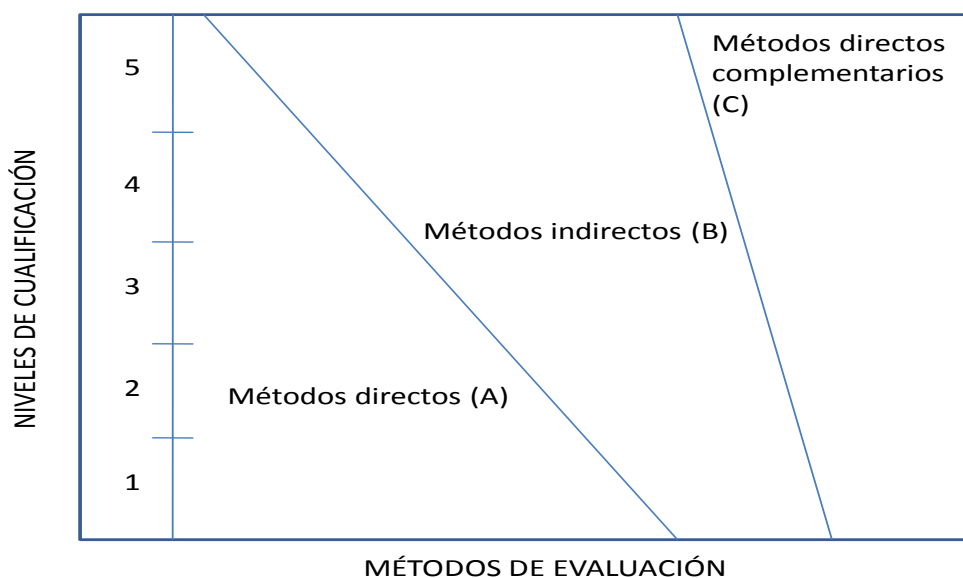 Métodos directos
complementarios
(C)
5
4
Métodos indirectos (B)
3
2
Métodos directos (A)
1
NIVELES DE CUALIFICACIÓN
MÉTODOS DE EVALUACIÓN